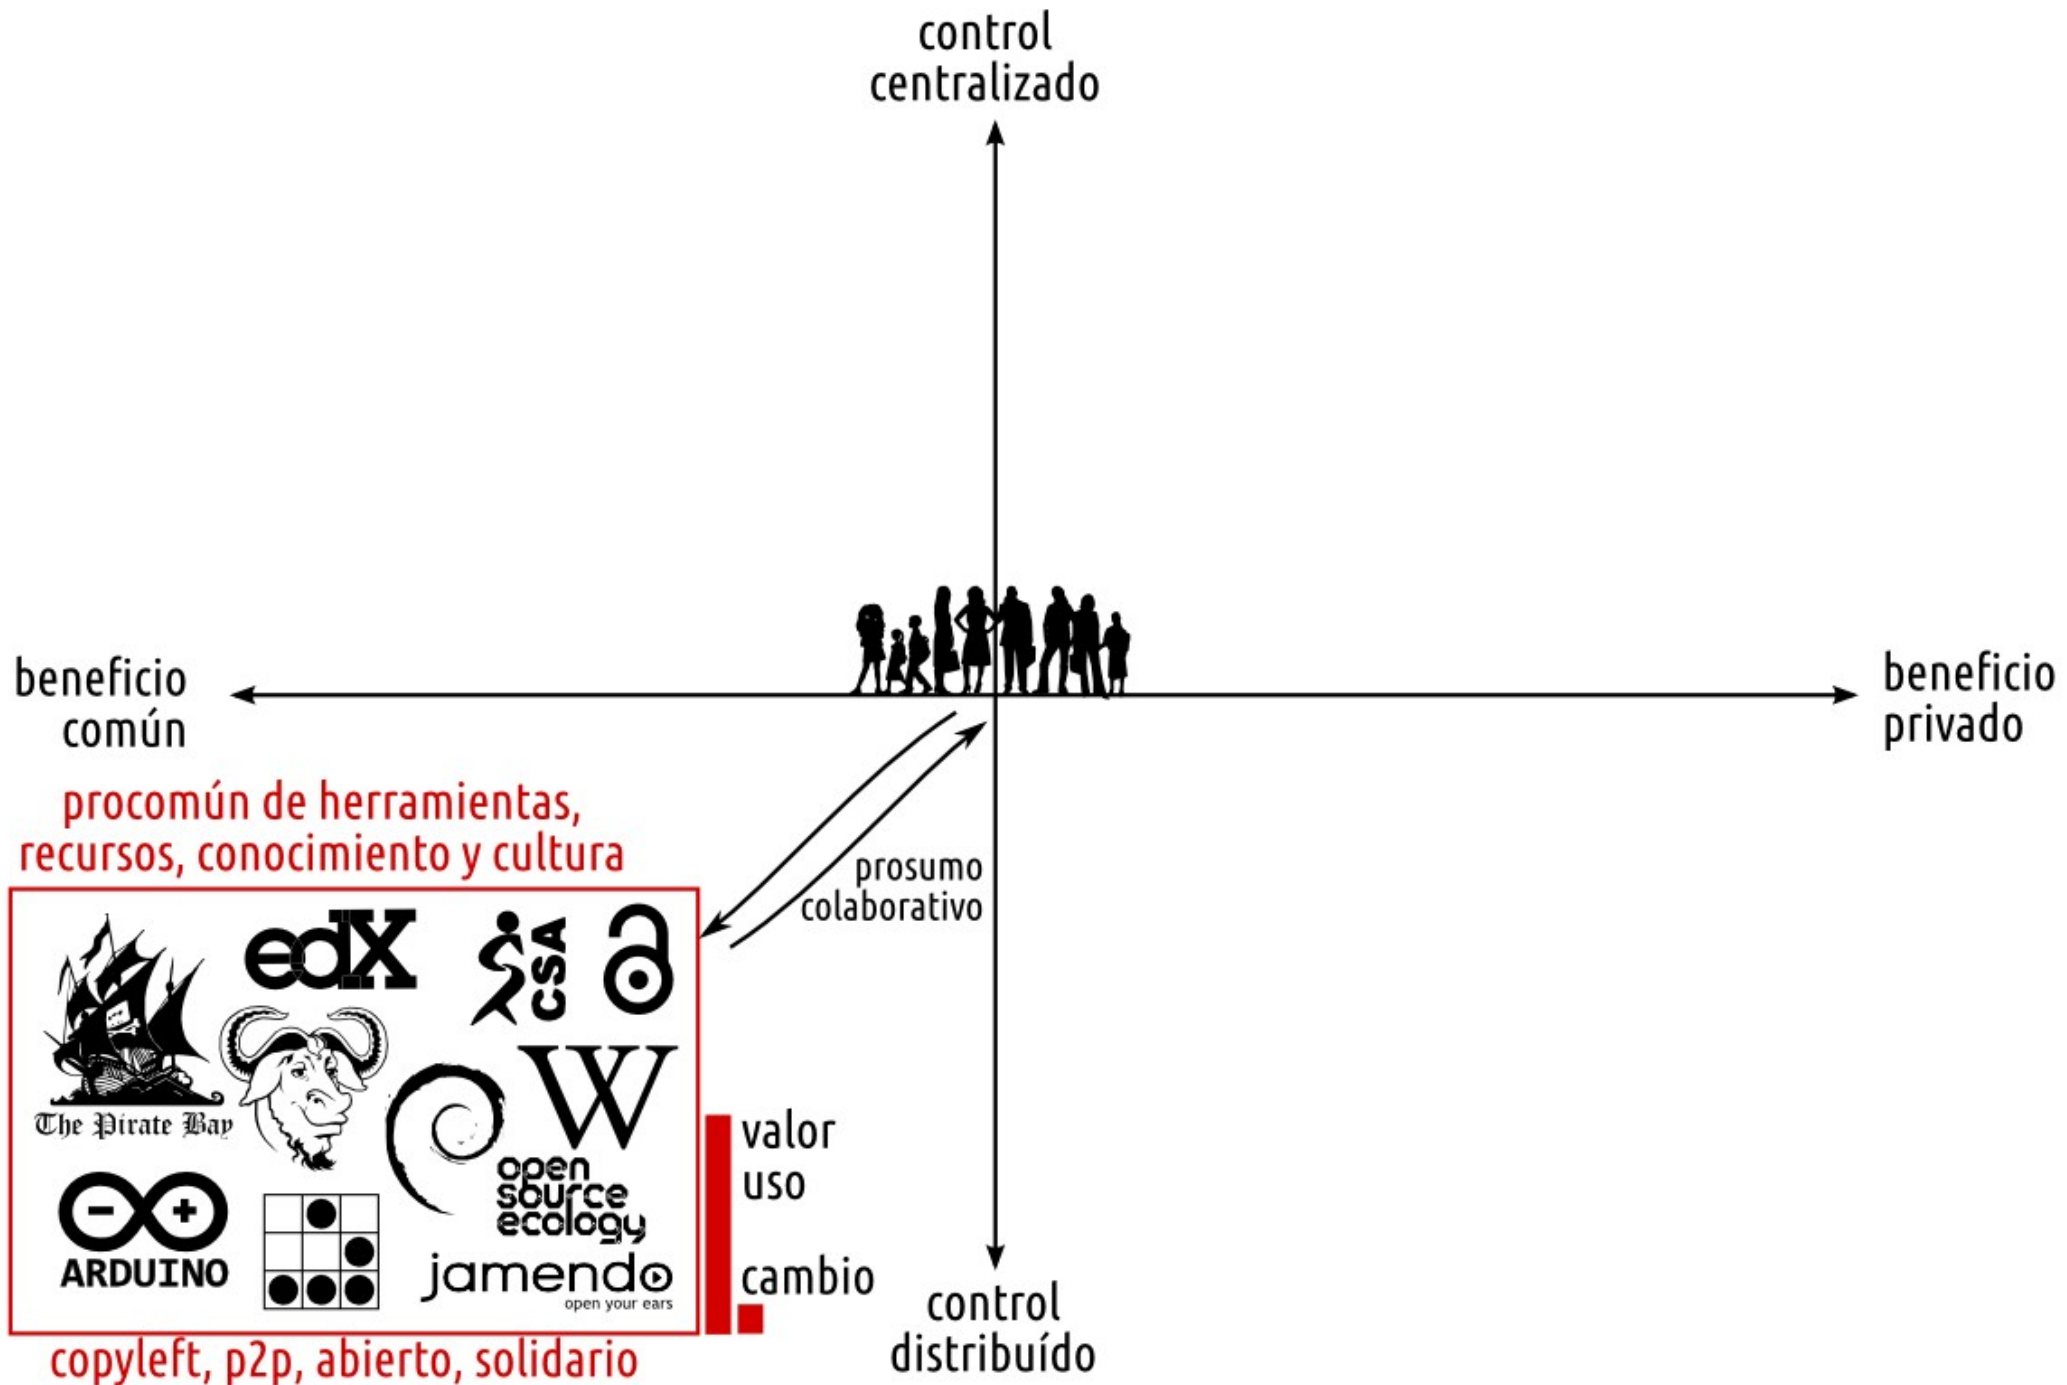 control
centralizado
beneficio
común
beneficio
privado
procomún de herramientas,
recursos, conocimiento y cultura
prosumo
colaborativo
edX
CSA
The Pirate Bay
W
open
source
ecology
ARDUINO
jamendo
open your ears
valor
uso
cambio
control
distribuído
copyleft, p2p, abierto, solidario